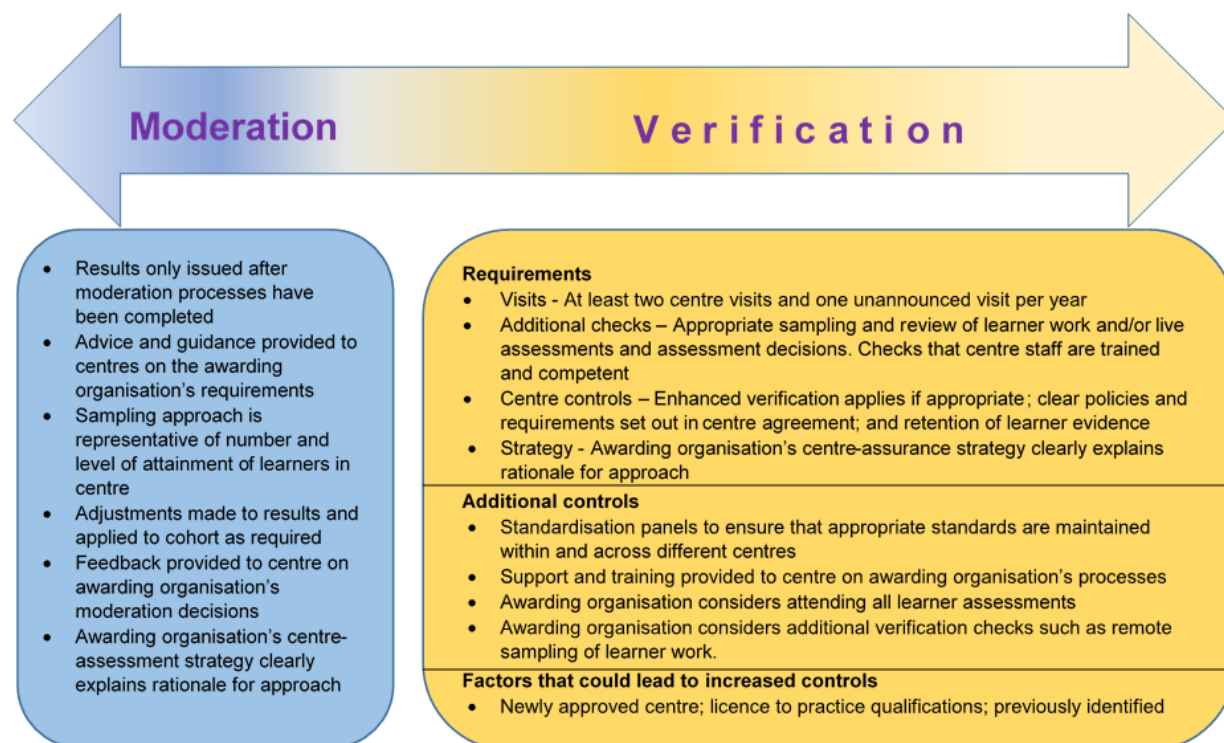 Moderation
Verification
• Results only issued after
moderation processes have
been completed
• Advice and guidance provided to
centres on the awarding
organisation's requirements
• Sampling approach is
representative of number and
level of attainment of learners in
centre
• Adjustments made to results and
applied to cohort as required
• Feedback provided to centre on
awarding organisation's
moderation decisions
• Awarding organisation's centre-
assessment strategy clearly
explains rationale for approach
Requirements
• Visits - At least two centre visits and one unannounced visit per year
• Additional checks – Appropriate sampling and review of learner work and/or live
assessments and assessment decisions. Checks that centre staff are trained
and competent
• Centre controls – Enhanced verification applies if appropriate; clear policies and
requirements set out in centre agreement; and retention of learner evidence
• Strategy - Awarding organisation's centre-assurance strategy clearly explains
rationale for approach
Additional controls
• Standardisation panels to ensure that appropriate standards are maintained
within and across different centres
• Support and training provided to centre on awarding organisation's processes
• Awarding organisation considers attending all learner assessments
• Awarding organisation considers additional verification checks such as remote
sampling of learner work.
Factors that could lead to increased controls
• Newly approved centre; licence to practice qualifications; previously identified